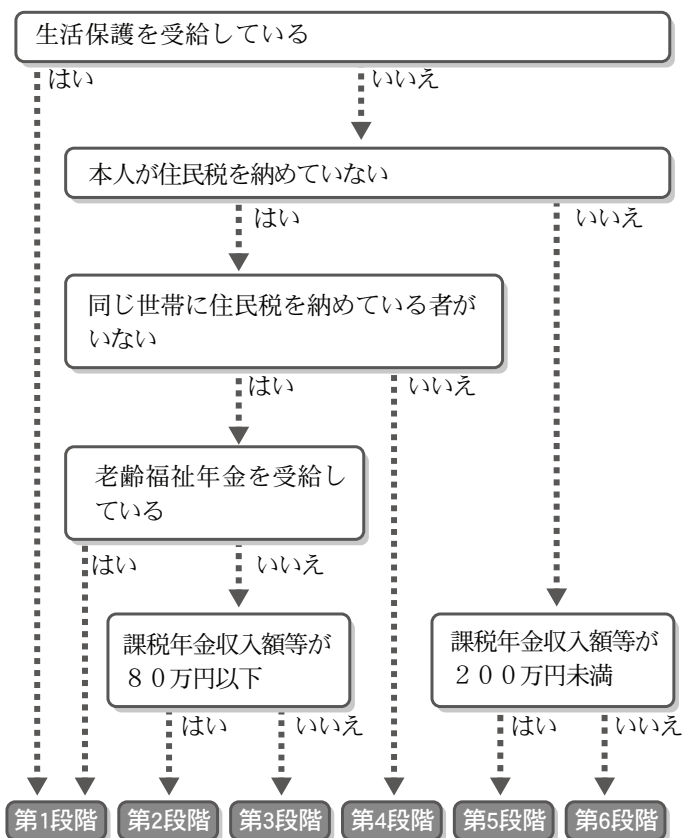 生活保護を受給している
はい
いいえ
本人が住民税を納めていない
はい
いいえ
同じ世帯に住民税を納めている者が
いない
はい
いいえ
老齢福祉年金を受給し
ている
はい
いいえ
課税年金収入額等が
80万円以下
課税年金収入額等が
200万円未満
はい
いいえ
はい
いいえ
第1段階
第2段階
第3段階
第4段階
第5段階
第6段階